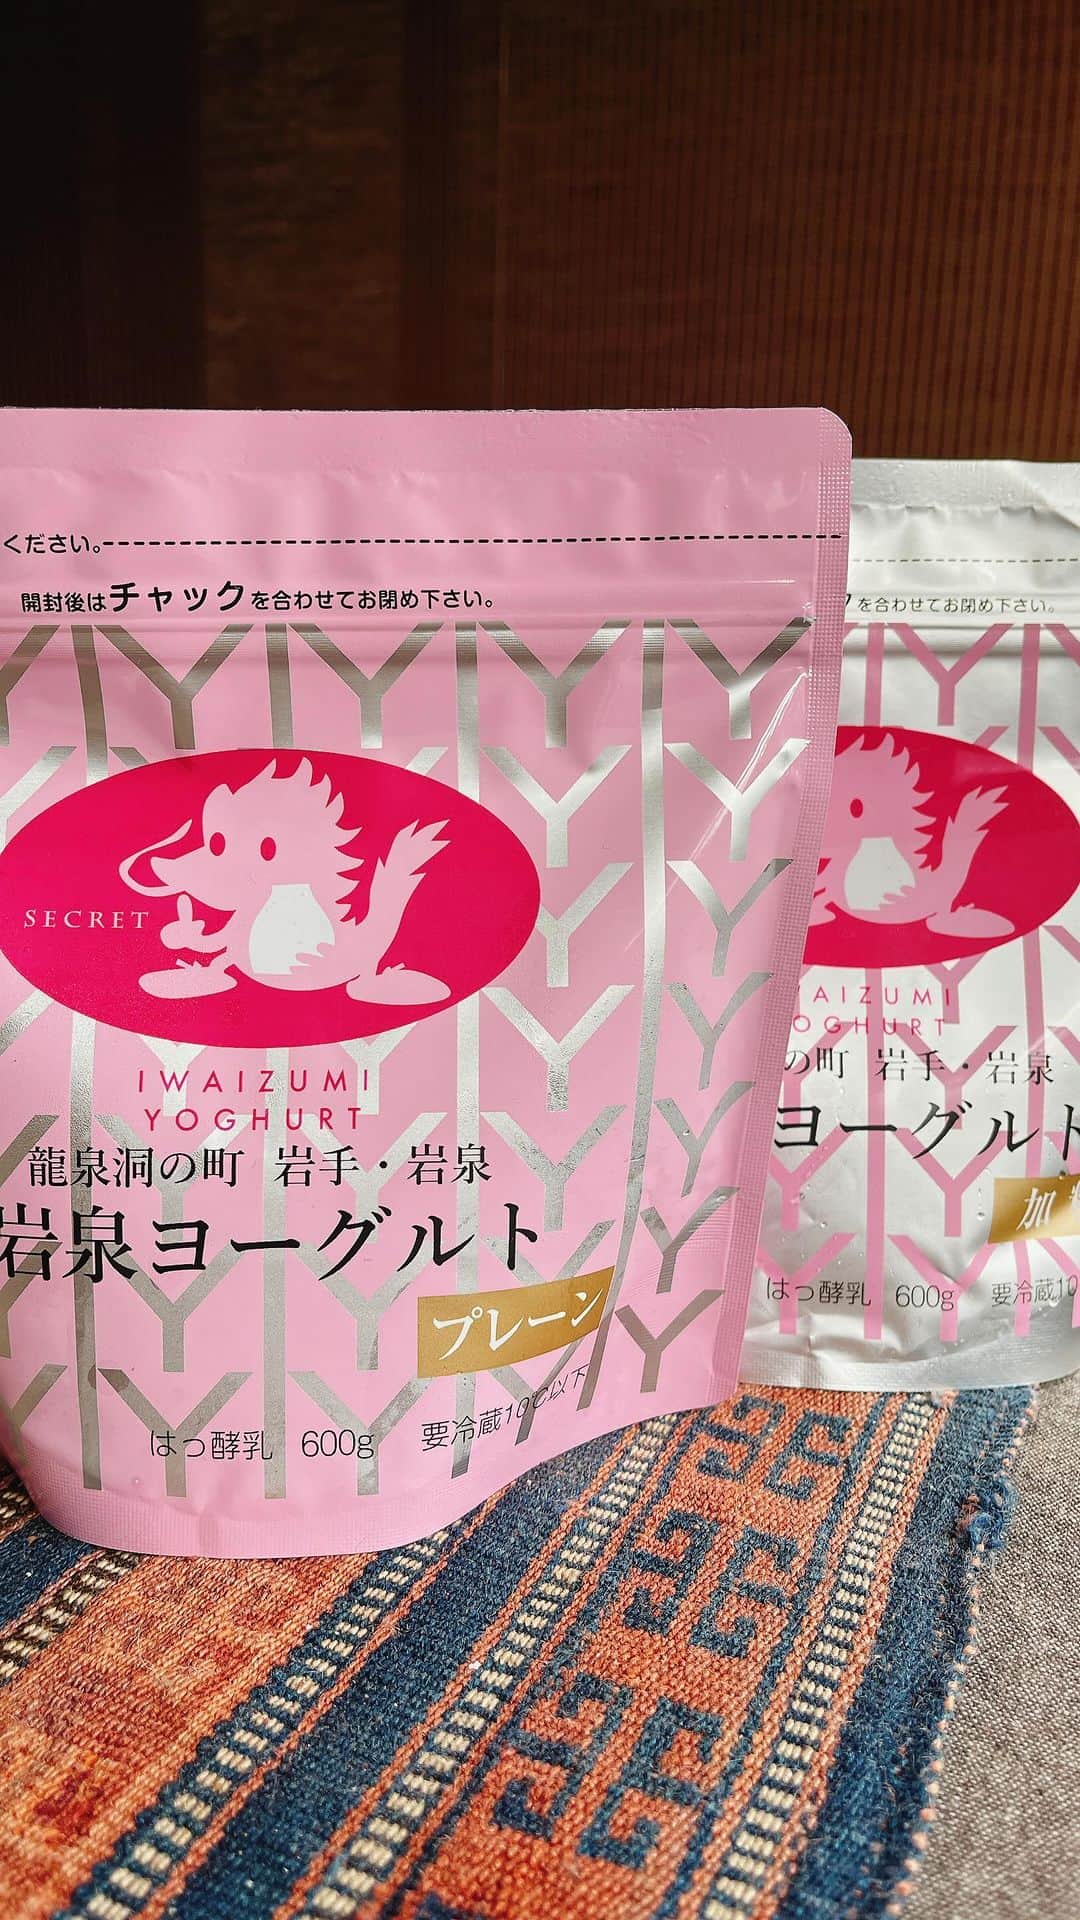 ください。
開封後はチャックを合わせてお閉め下さい。
SECRET
IWAIZUMI
YOGHURT
龍泉洞の町 岩手・岩泉
岩泉ヨーグルト
プレーン
はっ酵乳 600g 要冷蔵10℃以下
クを合わせてお閉め下さい。
AIZUMI
OGHURT
の町 岩手・岩泉
ヨーグルト
加
はっ酵乳 600g 要冷蔵10